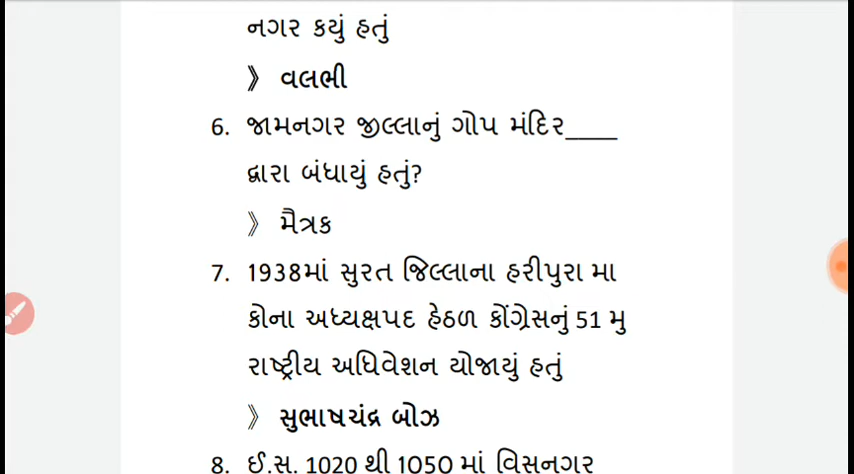 નગર કયું હતું
》 વલભી
6. જામનગર જીલ્લાનું ગોપ મંદિર____
દ્વારા બંધાયું હતું?
》 મૈત્રક
7. 1938માં સુરત જિલ્લાના હરીપુરા મા
કોના અધ્યક્ષપદ હેઠળ કોંગ્રેસનું 51 મુ
રાષ્ટ્રીય અધિવેશન યોજાયું હતું
》 સુભાષચંદ્ર બોઝ
8. ઈ.સ. 1020 થી 1050 માં વિસનગર